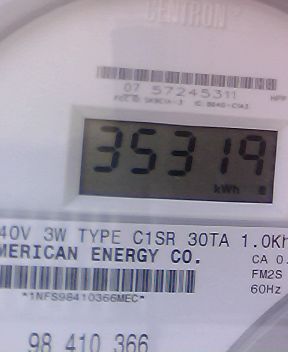 CENTRON
07 57245311
35319
kWh e
40V 3W TYPE C1SR 30TA 1.0Kh
MERICAN ENERGY CO.
CA 0.
FM2S
60Hz
*1NFS98410366MEC*
98 410 366